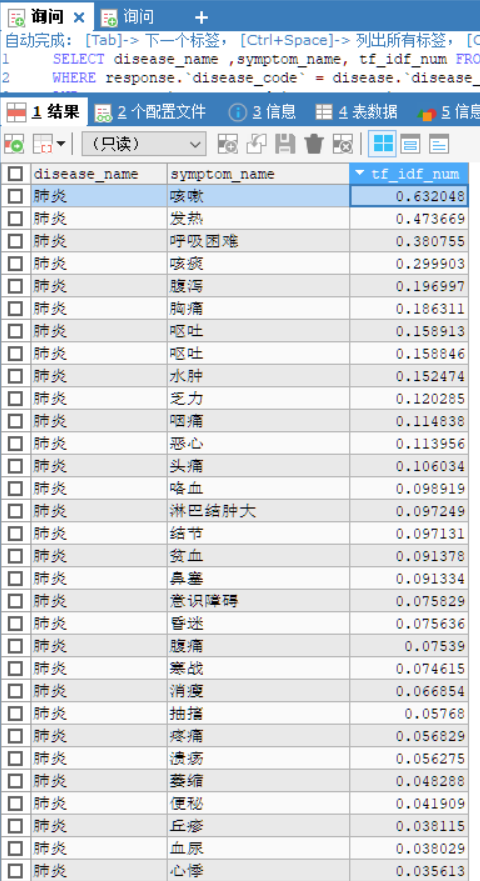 询问 询问 +
自动完成: [Tab]-> 下一个标签, [Ctrl+Space]-> 列出所有标签, [C
1 SELECT disease_name ,symptom_name, tf_idf_num FRO
2 WHERE response.`disease_code` = disease.`disease_
1 结果 2 个配置文件 3 信息 4 表数据 5 信息
(只读)
disease_name symptom_name tf_idf_num
肺炎 咳嗽 0.632048
肺炎 发热 0.473669
肺炎 呼吸困难 0.380755
肺炎 咳痰 0.299903
肺炎 腹泻 0.196997
肺炎 胸痛 0.186311
肺炎 呕吐 0.158913
肺炎 呕吐 0.158846
肺炎 水肿 0.152474
肺炎 乏力 0.120285
肺炎 咽痛 0.114838
肺炎 恶心 0.113956
肺炎 头痛 0.106034
肺炎 咯血 0.098919
肺炎 淋巴结肿大 0.097249
肺炎 结节 0.097131
肺炎 贫血 0.091378
肺炎 鼻塞 0.091334
肺炎 意识障碍 0.075829
肺炎 昏迷 0.075636
肺炎 腹痛 0.07539
肺炎 寒战 0.074615
肺炎 消瘦 0.066854
肺炎 抽搐 0.05768
肺炎 疼痛 0.056829
肺炎 溃疡 0.056275
肺炎 萎缩 0.048288
肺炎 便秘 0.041909
肺炎 丘疹 0.038115
肺炎 血尿 0.038029
肺炎 心悸 0.035613